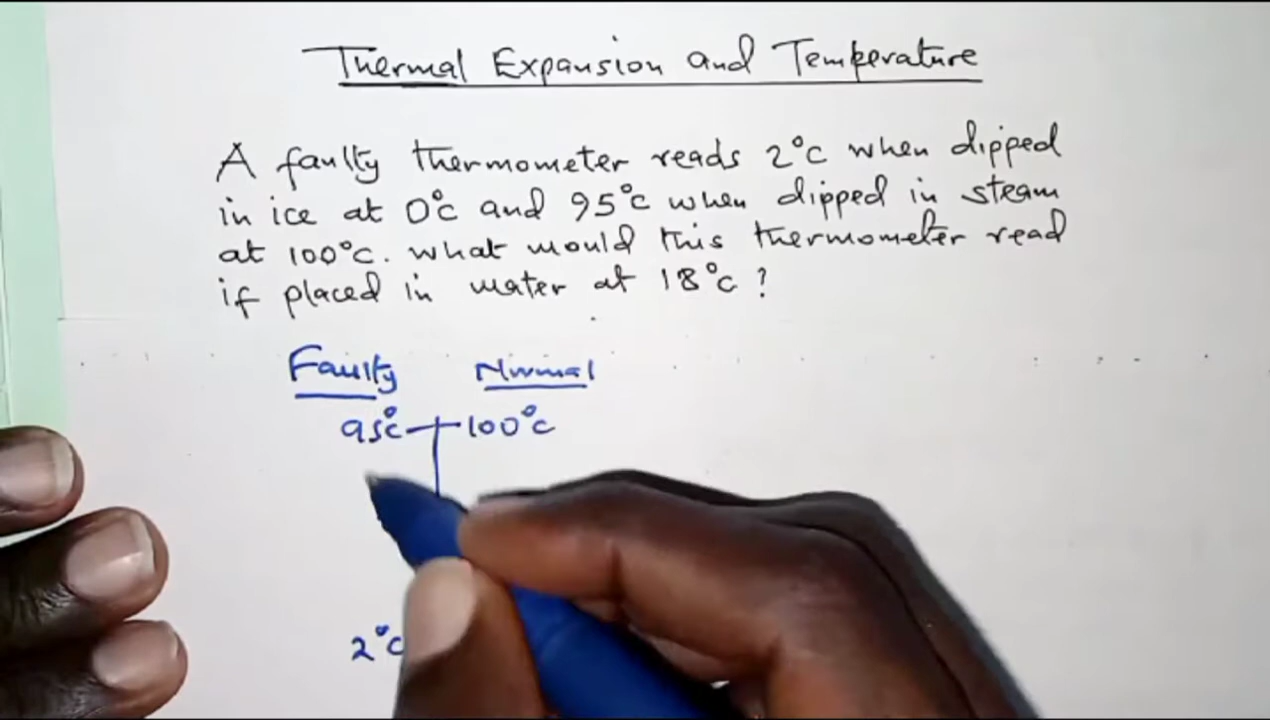 Thermal Expansion and Temperature
A faulty thermometer reads 2°C when dipped
in ice at 0°C and 95°C when dipped in steam
at 100°C. What would this thermometer read
if placed in water at 18°C?
Faulty Normal
95°C 100°C
2°C